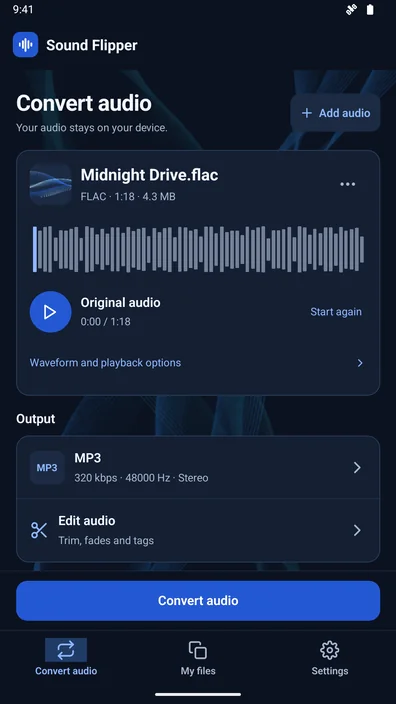 9:41
Sound Flipper
Convert audio
Your audio stays on your device.
Add audio
Midnight Drive.flac
FLAC · 1:18 · 4.3 MB
Original audio
0:00 / 1:18
Start again
Waveform and playback options
Output
MP3
MP3
320 kbps · 48000 Hz · Stereo
Edit audio
Trim, fades and tags
Convert audio
Convert audio
My files
Settings